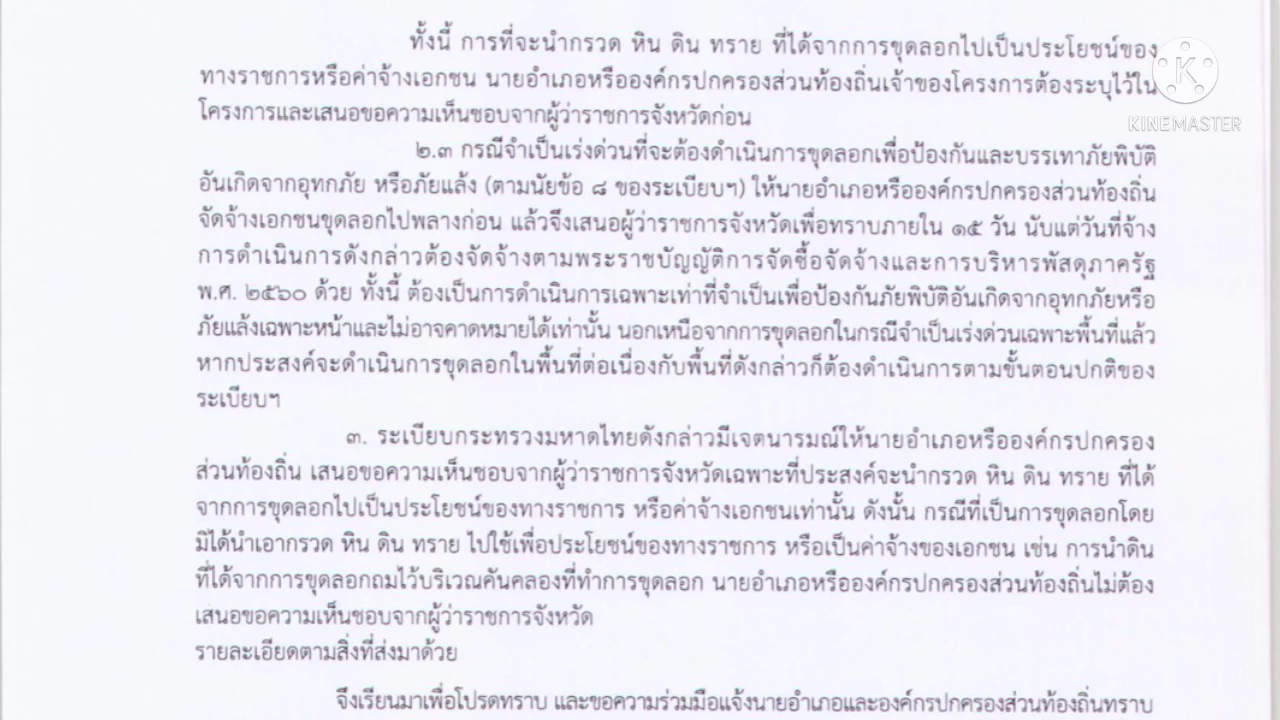 ทั้งนี้ การที่จะนำกรวด หิน ดิน ทราย ที่ได้จากการขุดลอกไปเป็นประโยชน์ของ
ทางราชการหรือค่าจ้างเอกชน นายอำเภอหรือองค์กรปกครองส่วนท้องถิ่นเจ้าของโครงการต้องระบุไว้ใน
โครงการและเสนอขอความเห็นชอบจากผู้ว่าราชการจังหวัดก่อน
๒.๓ กรณีจำเป็นเร่งด่วนที่จะต้องดำเนินการขุดลอกเพื่อป้องกันและบรรเทาภัยพิบัติ
อันเกิดจากอุทกภัย หรือภัยแล้ง (ตามนัยข้อ ๘ ของระเบียบฯ) ให้นายอำเภอหรือองค์กรปกครองส่วนท้องถิ่น
จัดจ้างเอกชนขุดลอกไปพลางก่อน แล้วจึงเสนอผู้ว่าราชการจังหวัดเพื่อทราบภายใน ๑๕ วัน นับแต่วันที่จ้าง
การดำเนินการดังกล่าวต้องจัดจ้างตามพระราชบัญญัติการจัดซื้อจัดจ้างและการบริหารพัสดุภาครัฐ
พ.ศ. ๒๕๖๐ ด้วย ทั้งนี้ ต้องเป็นการดำเนินการเฉพาะเท่าที่จำเป็นเพื่อป้องกันภัยพิบัติอันเกิดจากอุทกภัยหรือ
ภัยแล้งเฉพาะหน้าและไม่อาจคาดหมายได้เท่านั้น นอกเหนือจากการขุดลอกในกรณีจำเป็นเร่งด่วนเฉพาะพื้นที่แล้ว
หากประสงค์จะดำเนินการขุดลอกในพื้นที่ต่อเนื่องกับพื้นที่ดังกล่าวก็ต้องดำเนินการตามขั้นตอนปกติของ
ระเบียบฯ
๓. ระเบียบกระทรวงมหาดไทยดังกล่าวมีเจตนารมณ์ให้นายอำเภอหรือองค์กรปกครอง
ส่วนท้องถิ่น เสนอขอความเห็นชอบจากผู้ว่าราชการจังหวัดเฉพาะที่ประสงค์จะนำกรวด หิน ดิน ทราย ที่ได้
จากการขุดลอกไปเป็นประโยชน์ของทางราชการ หรือค่าจ้างเอกชนเท่านั้น ดังนั้น กรณีที่เป็นการขุดลอกโดย
มิได้นำเอากรวด หิน ดิน ทราย ไปใช้เพื่อประโยชน์ของทางราชการ หรือเป็นค่าจ้างของเอกชน เช่น การนำดิน
ที่ได้จากการขุดลอกถมไว้บริเวณคันคลองที่ทำการขุดลอก นายอำเภอหรือองค์กรปกครองส่วนท้องถิ่นไม่ต้อง
เสนอขอความเห็นชอบจากผู้ว่าราชการจังหวัด
รายละเอียดตามสิ่งที่ส่งมาด้วย
จึงเรียนมาเพื่อโปรดทราบ และขอความร่วมมือแจ้งนายอำเภอและองค์กรปกครองส่วนท้องถิ่นทราบ
K
KINEMASTER